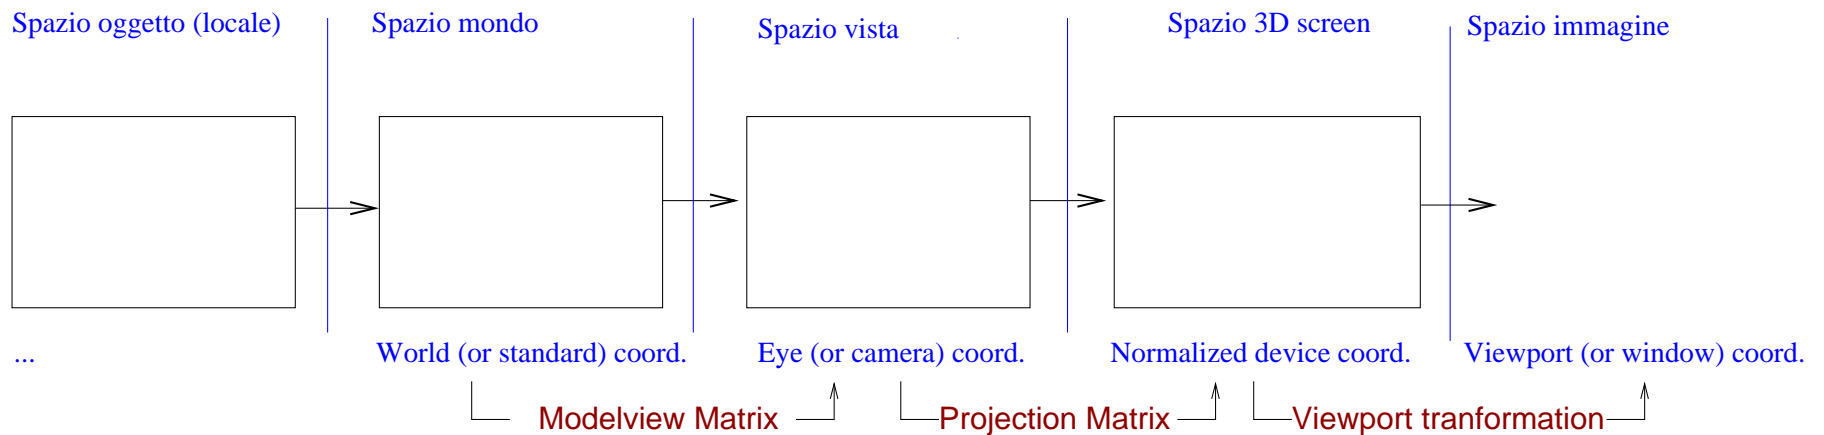 Spazio oggetto (locale)
Spazio mondo
Spazio vista
Spazio 3D screen
Spazio immagine
...
World (or standard) coord.
Eye (or camera) coord.
Normalized device coord.
Viewport (or window) coord.
Modelview Matrix
Projection Matrix
Viewport tranformation